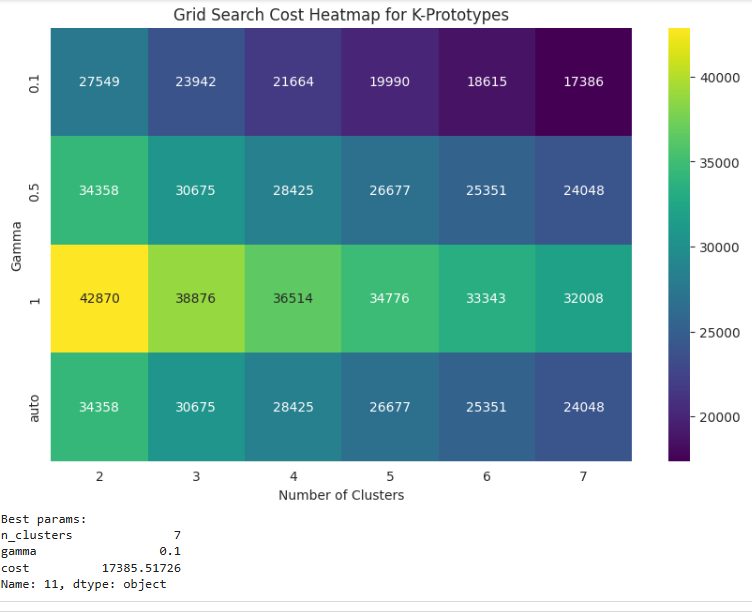 Grid Search Cost Heatmap for K-Prototypes
0.1 27549 23942 21664 19990 18615 17386
0.5 34358 30675 28425 26677 25351 24048
1 42870 38876 36514 34776 33343 32008
auto 34358 30675 28425 26677 25351 24048
Gamma
2 3 4 5 6 7
Number of Clusters
40000
35000
30000
25000
20000
Best params:
n_clusters 7
gamma 0.1
cost 17385.51726
Name: 11, dtype: object